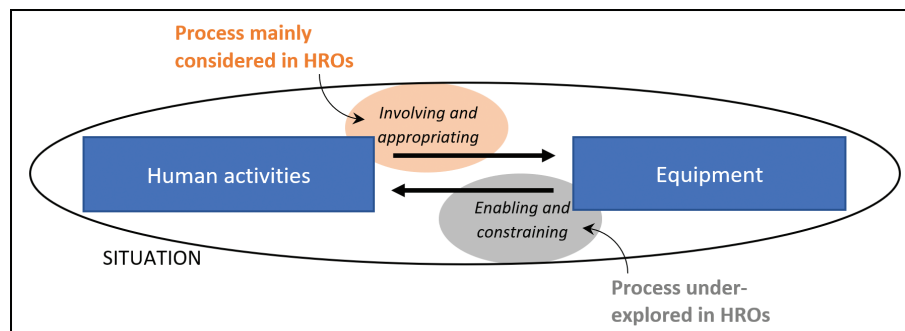 Process mainly
considered in HROs
Involving and
appropriating
Human activities
Equipment
Enabling and
constraining
SITUATION
Process under-
explored in HROs